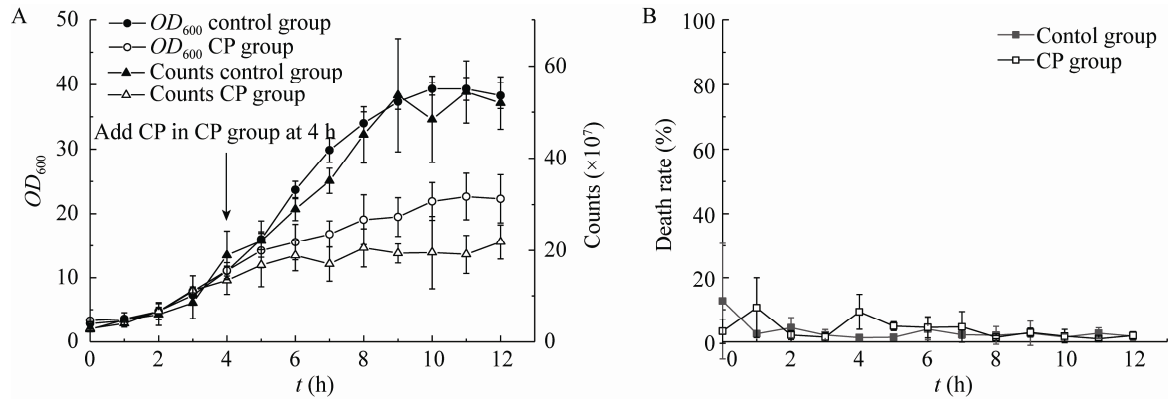 A
OD600 control group
OD600 CP group
Counts control group
Counts CP group
Add CP in CP group at 4 h
OD600
50
40
30
20
10
0
Counts (×10⁷)
60
40
20
0
0 2 4 6 8 10 12
t (h)
B
Contol group
CP group
Death rate (%)
100
80
60
40
20
0
0 2 4 6 8 10 12
t (h)